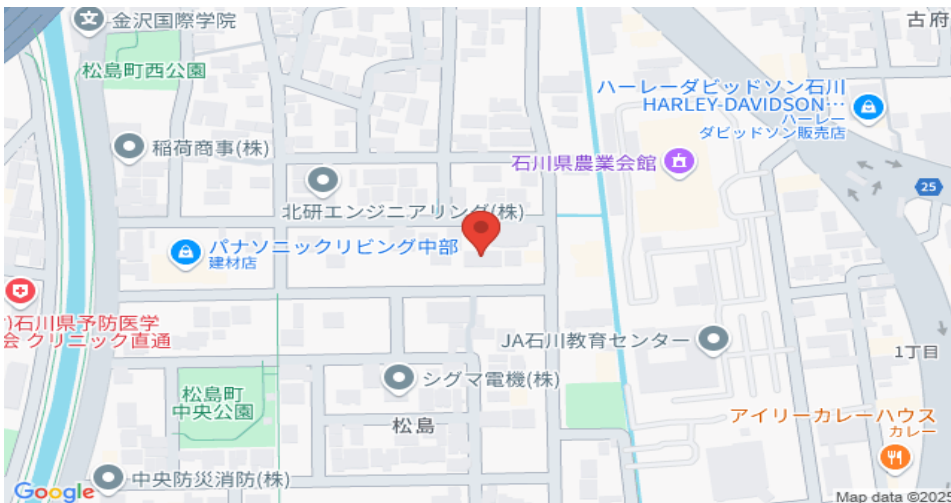 金沢国際学院
古府
松島町西公園
ハーレーダビッドソン石川
HARLEY-DAVIDSON…
ハーレー
ダビッドソン販売店
稲荷商事(株)
石川県農業会館
25
北研エンジニアリング(株)
パナソニックリビング中部
建材店
石川県予防医学
会 クリニック直通
JA石川教育センター
1丁目
シグマ電機(株)
松島町
中央公園
松島
アイリーカレーハウス
カレー
中央防災消防(株)
Google
Map data ©202